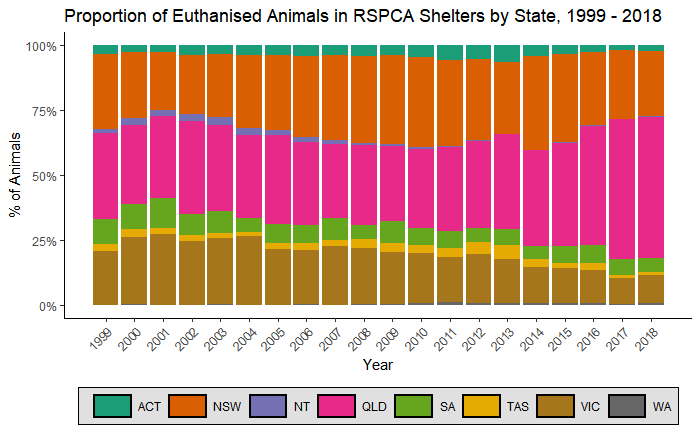 Proportion of Euthanised Animals in RSPCA Shelters by State, 1999 - 2018
100%
75%
50%
25%
0%
% of Animals
1999 2000 2001 2002 2003 2004 2005 2006 2007 2008 2009 2010 2011 2012 2013 2014 2015 2016 2017 2018
Year
ACT NSW NT QLD SA TAS VIC WA